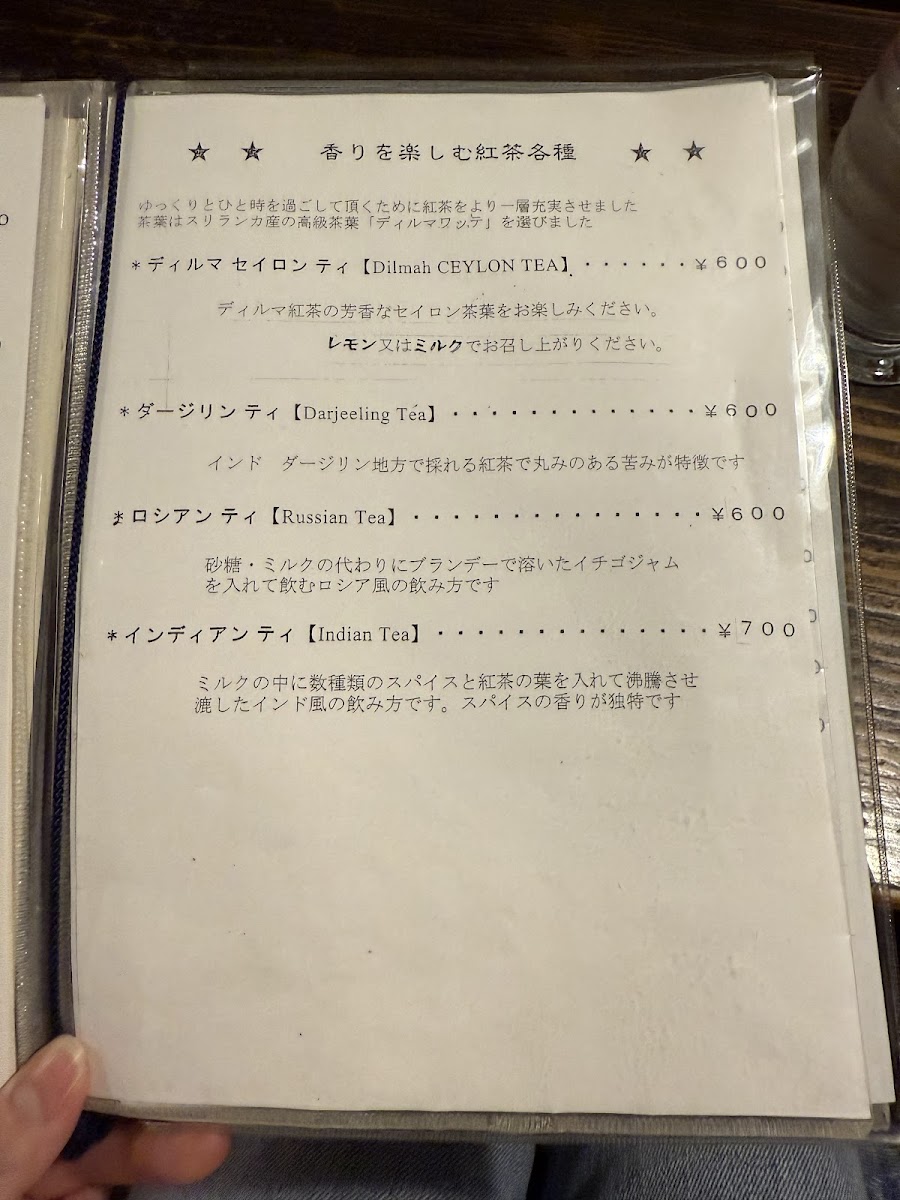 ★ ★ 香りを楽しむ紅茶各種 ★ ★
ゆっくりとひと時を過ごして頂くために紅茶をより一層充実させました
茶葉はスリランカ産の高級茶葉「ディルマワッテ」を選びました
＊ディルマ セイロン ティ【Dilmah CEYLON TEA】・・・・・・￥６００
ディルマ紅茶の芳香なセイロン茶葉をお楽しみください。
レモン又はミルクでお召し上がりください。
＊ダージリン ティ【Darjeeling Tea】・・・・・・・・・・・・・￥６００
インド　ダージリン地方で採れる紅茶で丸みのある苦みが特徴です
＊ロシアン ティ【Russian Tea】・・・・・・・・・・・・・・・￥６００
砂糖・ミルクの代わりにブランデーで溶いたイチゴジャム
を入れて飲むロシア風の飲み方です
＊インディアン ティ【Indian Tea】・・・・・・・・・・・・・・￥７００
ミルクの中に数種類のスパイスと紅茶の葉を入れて沸騰させ
漉したインド風の飲み方です。スパイスの香りが独特です